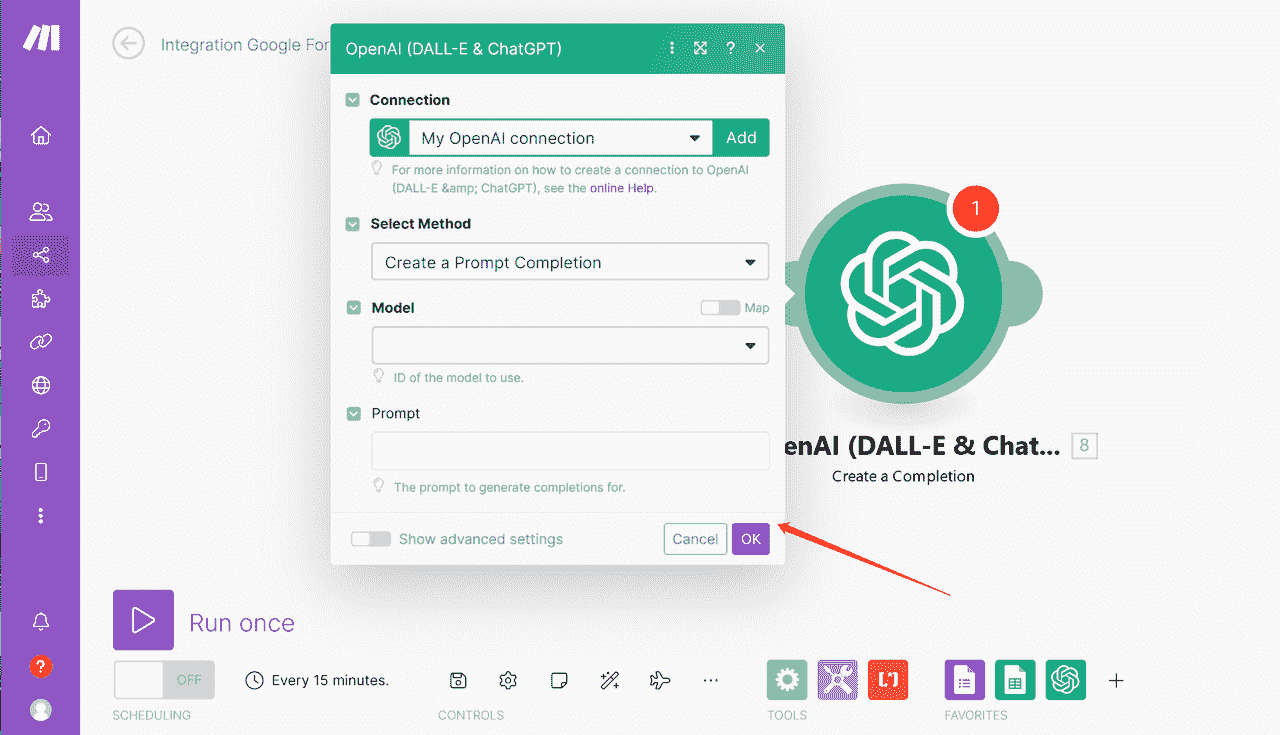 Integration Google For
OpenAI (DALL-E & ChatGPT)
?
Connection
My OpenAI connection
Add
For more information on how to create a connection to OpenAI
(DALL-E &amp; ChatGPT), see the online Help.
Select Method
Create a Prompt Completion
Model
Map
ID of the model to use.
Prompt
The prompt to generate completions for.
Show advanced settings
Cancel
OK
1
enAI (DALL-E & Chat...
8
Create a Completion
Run once
OFF
Every 15 minutes.
SCHEDULING
CONTROLS
TOOLS
FAVORITES
?